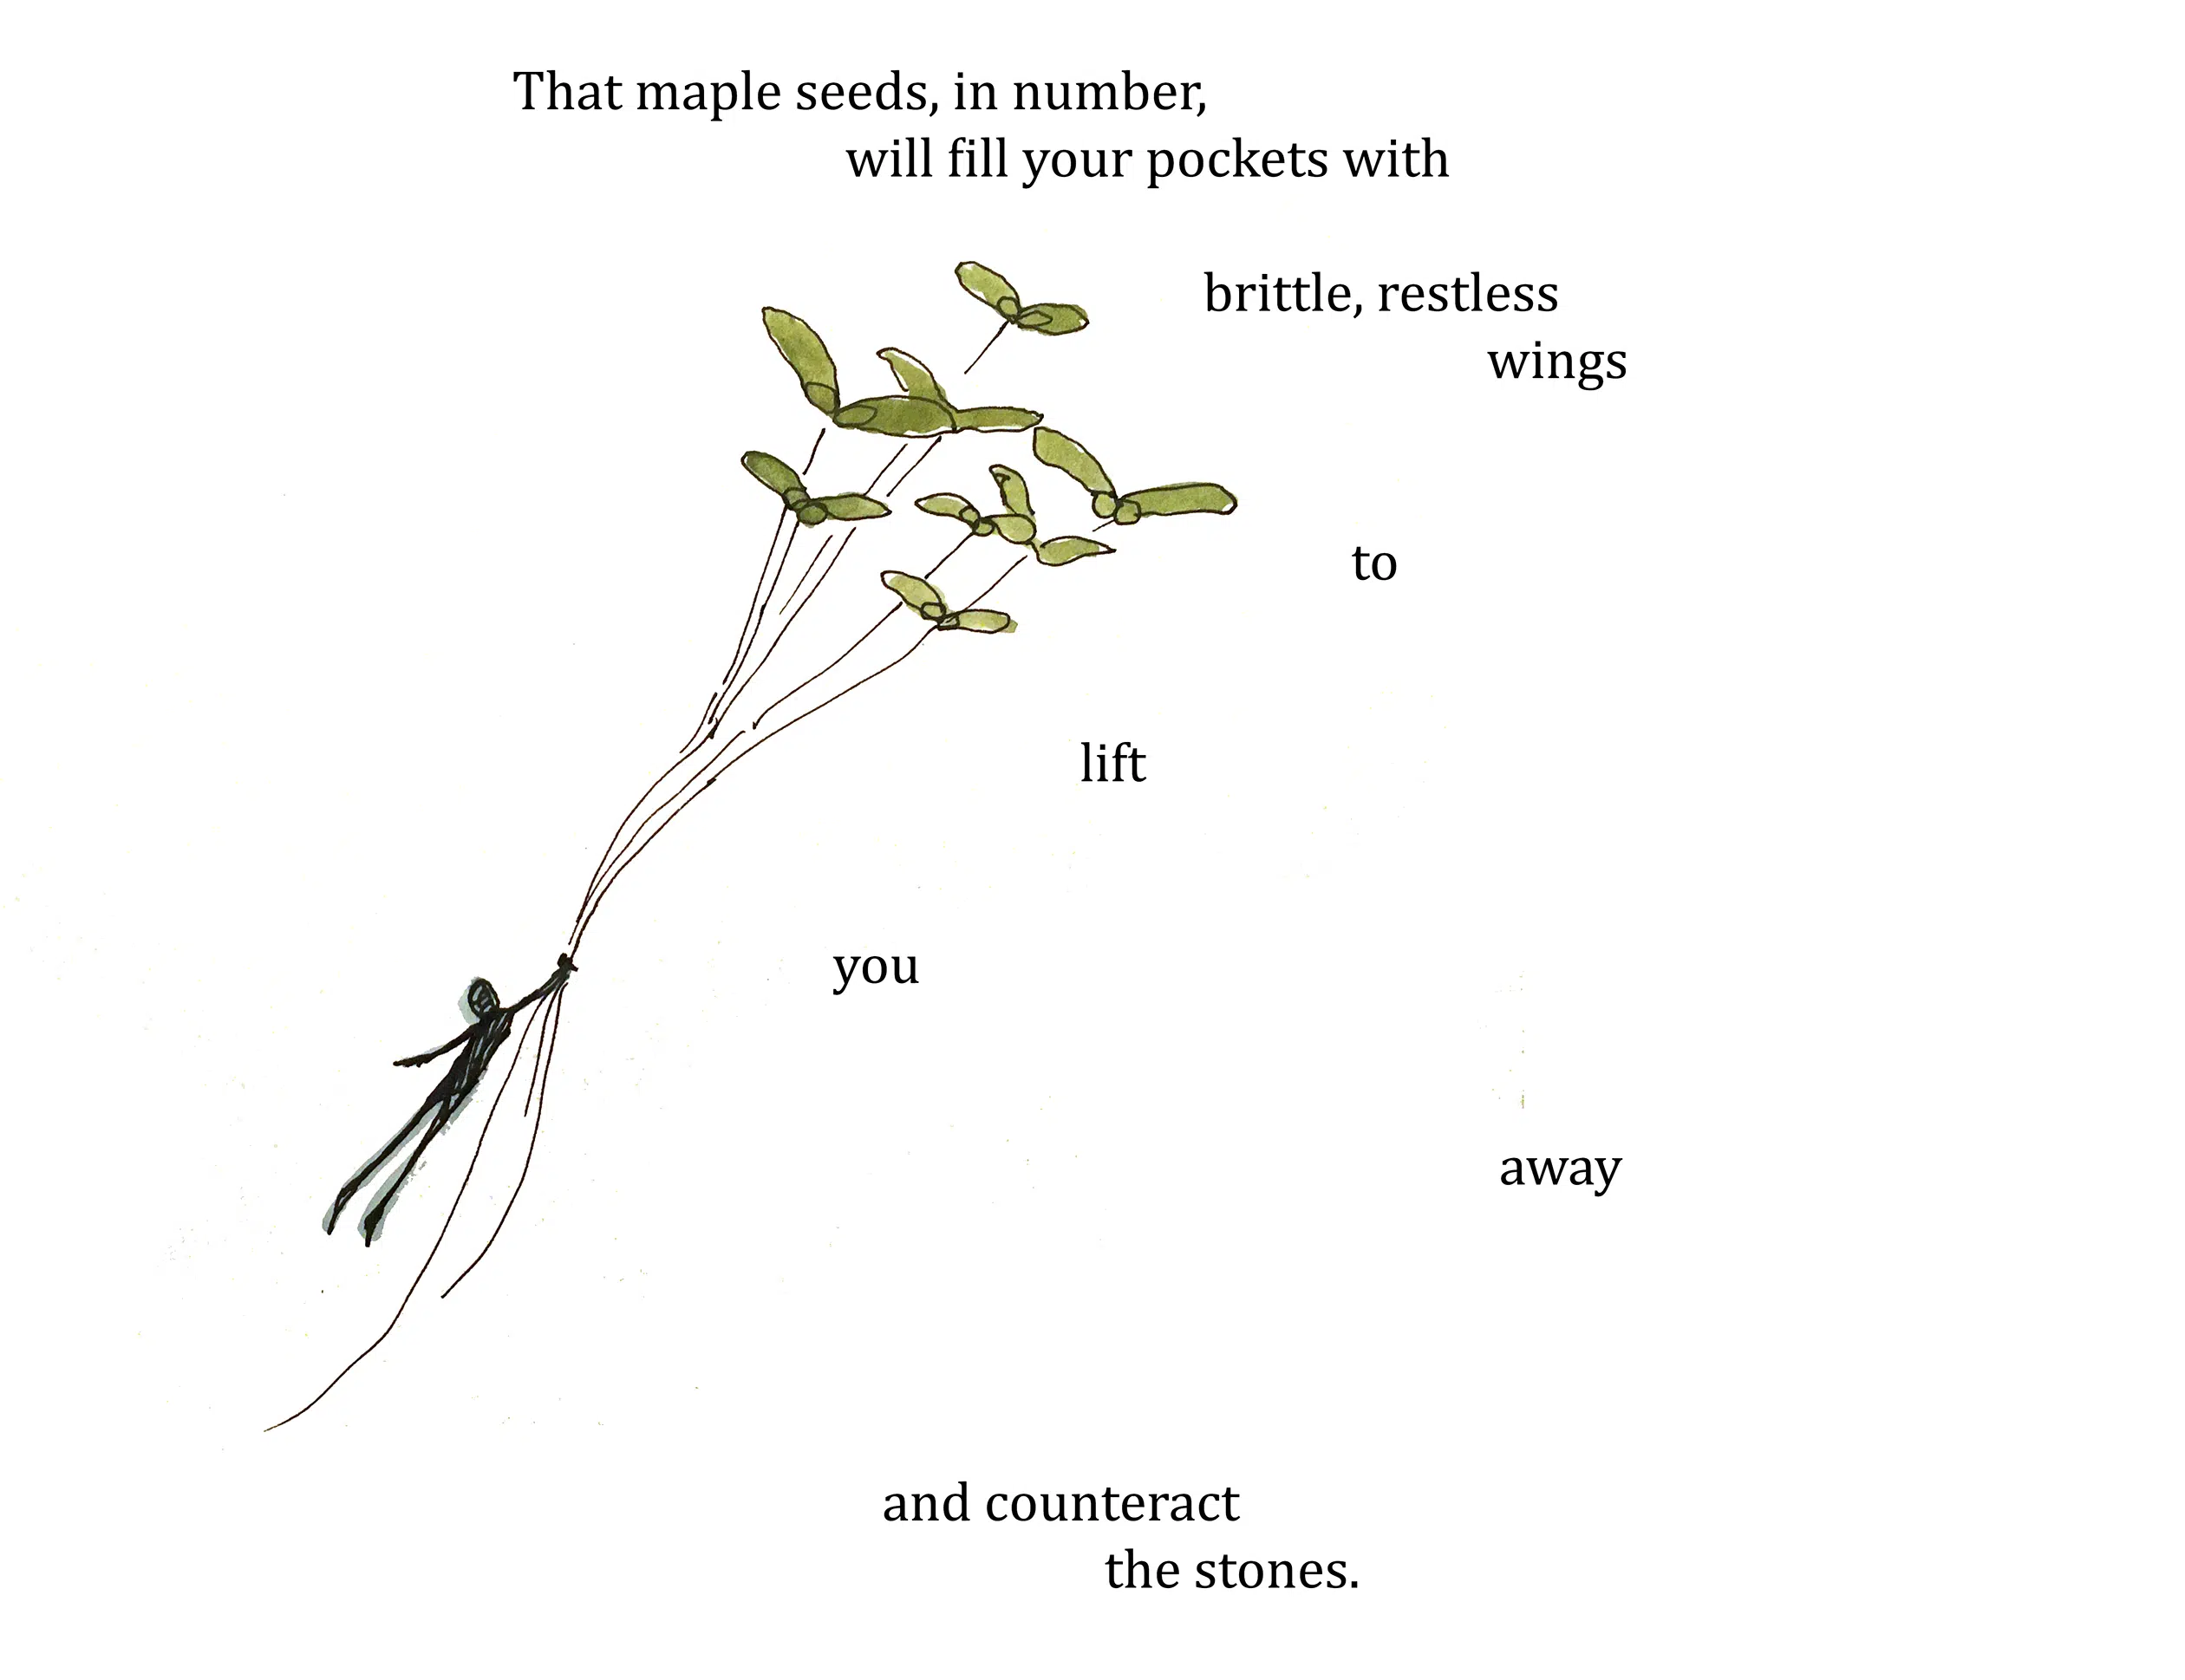 That maple seeds, in number,
will fill your pockets with
brittle, restless
wings
to
lift
you
away
and counteract
the stones.